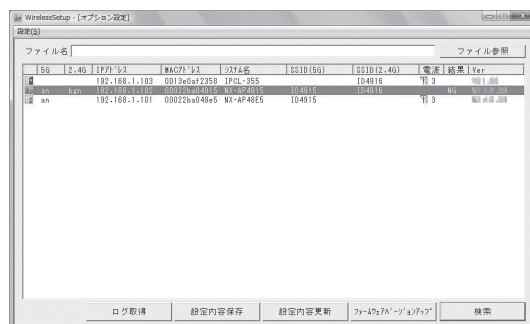 WirelessSetup - [オプション設定]
設定(S)
ファイル名 ファイル参照
5G 2.4G IPアドレス MACアドレス システム名 SSID(5G) SSID(2.4G) 電波 結果 Ver
192.168.1.103 0013e0af2358 IPCL-355 ID4916 3
an bgn 192.168.1.102 00022ba04915 NX-AP4915 ID4915 ID4916 NG
an 192.168.1.101 00022ba048e5 NX-AP48E5 ID4915 3
ログ取得 設定内容保存 設定内容更新 ファームウェアバージョンアップ 検索